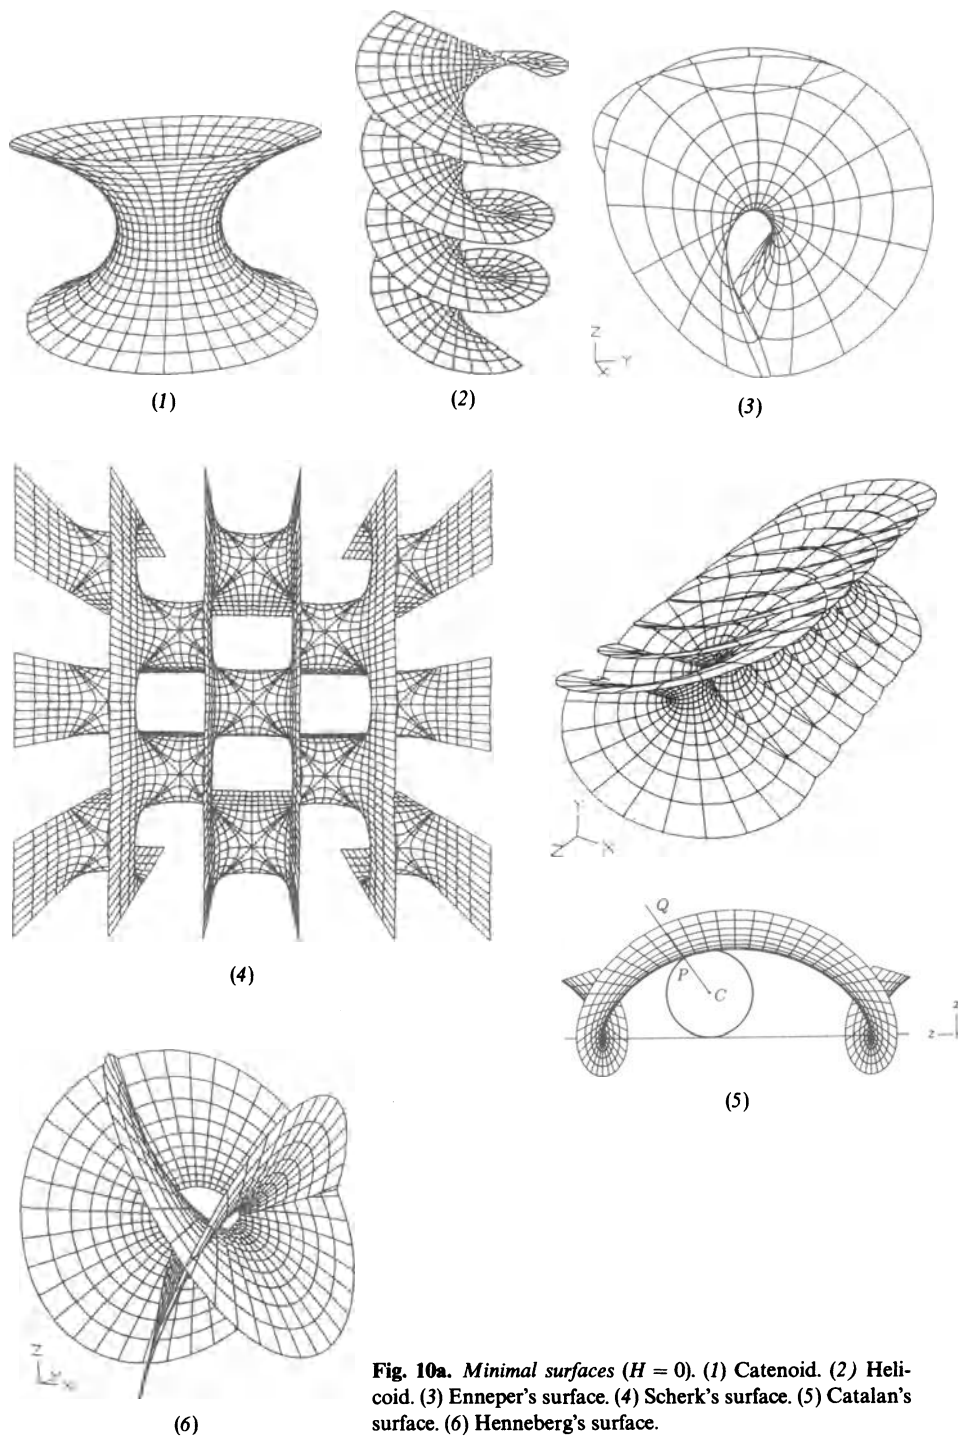 (1)
(2)
(3)
Z
Y
X
(4)
Z
Q
P
C
z
(5)
Z
(6)
Fig. 10a. Minimal surfaces (H = 0). (1) Catenoid. (2) Heli-
coid. (3) Enneper's surface. (4) Scherk's surface. (5) Catalan's
surface. (6) Henneberg's surface.